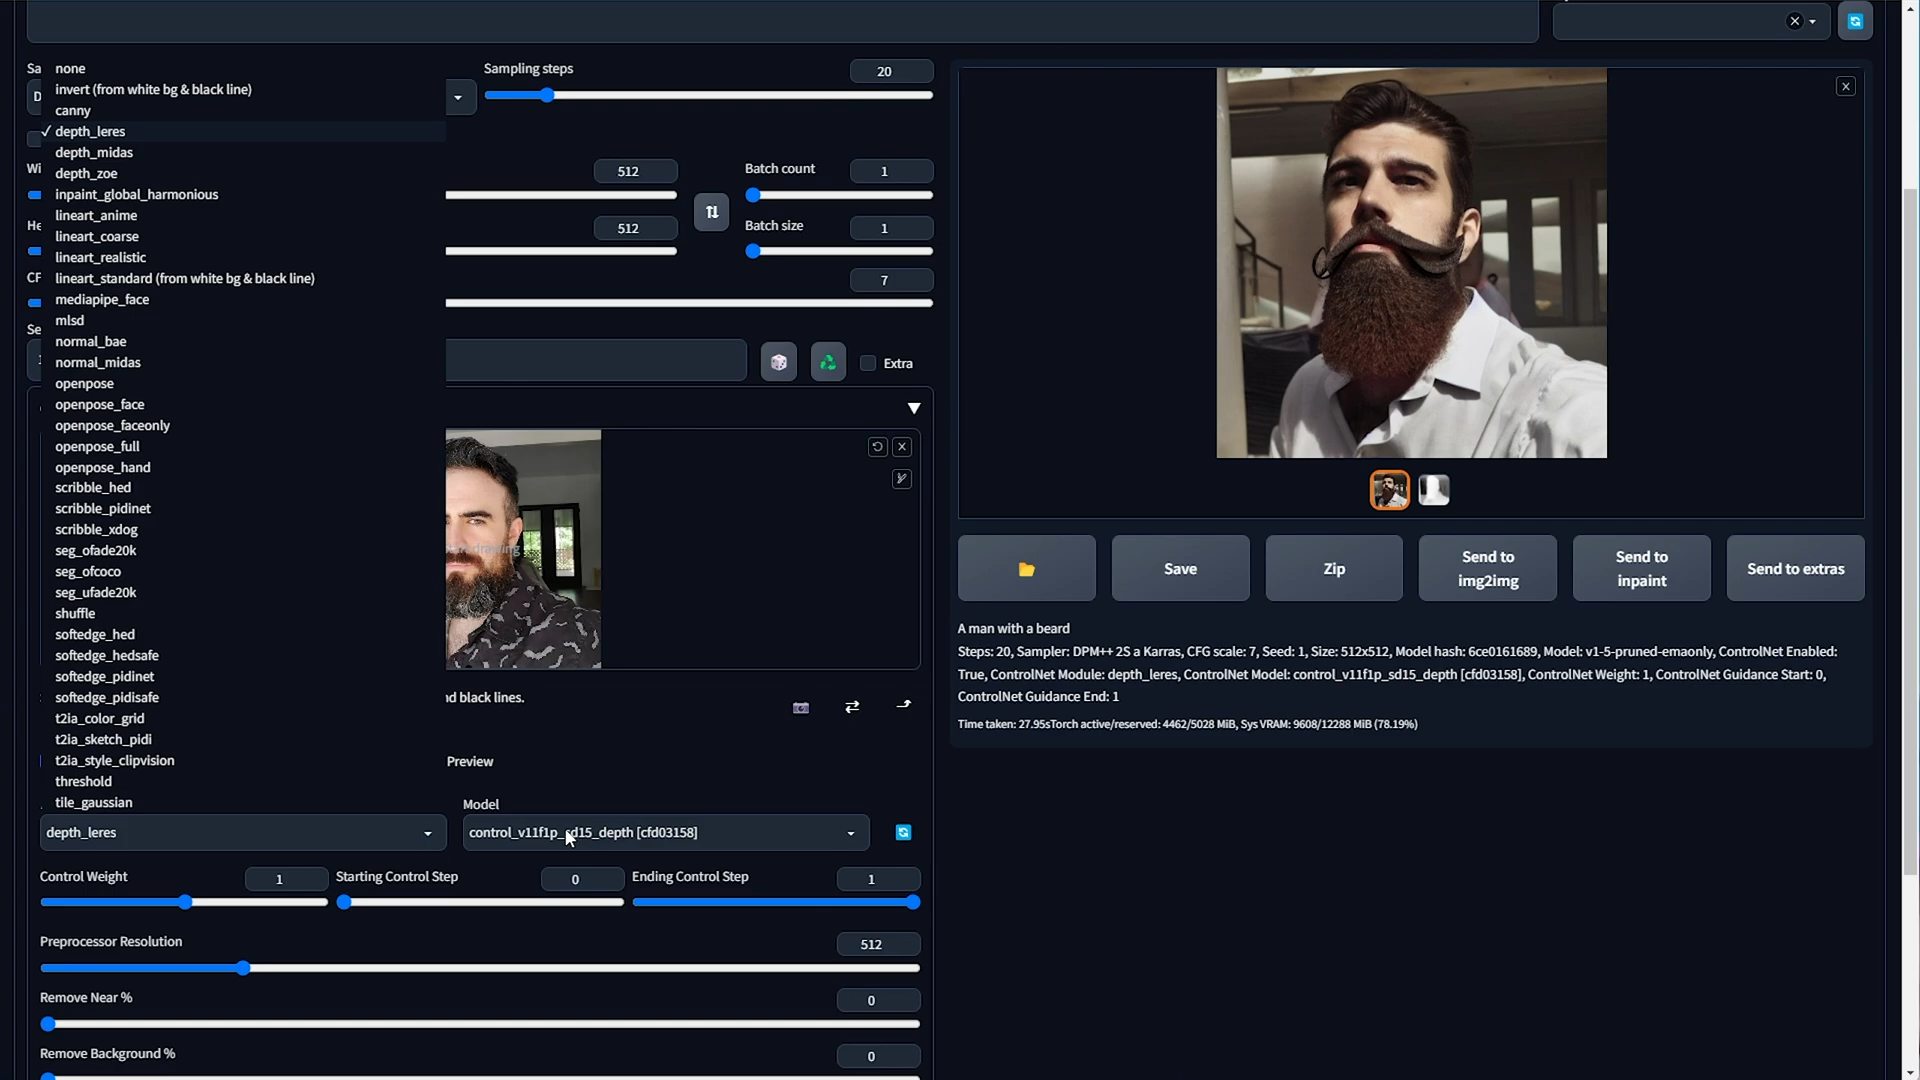 Sa
none
Sampling steps
20
invert (from white bg & black line)
D
canny
✓ depth_leres
depth_midas
Wi
depth_zoe
512
Batch count
1
inpaint_global_harmonious
lineart_anime
He
lineart_coarse
512
Batch size
1
lineart_realistic
CF
lineart_standard (from white bg & black line)
7
mediapipe_face
mlsd
Se
normal_bae
normal_midas
Extra
openpose
openpose_face
openpose_faceonly
openpose_full
openpose_hand
scribble_hed
scribble_pidinet
scribble_xdog
seg_ofade20k
drawing
seg_ofcoco
seg_ufade20k
shuffle
softedge_hed
softedge_hedsafe
softedge_pidinet
softedge_pidisafe
nd black lines.
t2ia_color_grid
t2ia_sketch_pidi
t2ia_style_clipvision
Preview
threshold
tile_gaussian
Model
depth_leres
control_v11f1p_sd15_depth [cfd03158]
Control Weight
1
Starting Control Step
0
Ending Control Step
1
Preprocessor Resolution
512
Remove Near %
0
Remove Background %
0
Save
Zip
Send to
img2img
Send to
inpaint
Send to extras
A man with a beard
Steps: 20, Sampler: DPM++ 2S a Karras, CFG scale: 7, Seed: 1, Size: 512x512, Model hash: 6ce0161689, Model: v1-5-pruned-emaonly, ControlNet Enabled:
True, ControlNet Module: depth_leres, ControlNet Model: control_v11f1p_sd15_depth [cfd03158], ControlNet Weight: 1, ControlNet Guidance Start: 0,
ControlNet Guidance End: 1
Time taken: 27.95sTorch active/reserved: 4462/5028 MiB, Sys VRAM: 9608/12288 MiB (78.19%)